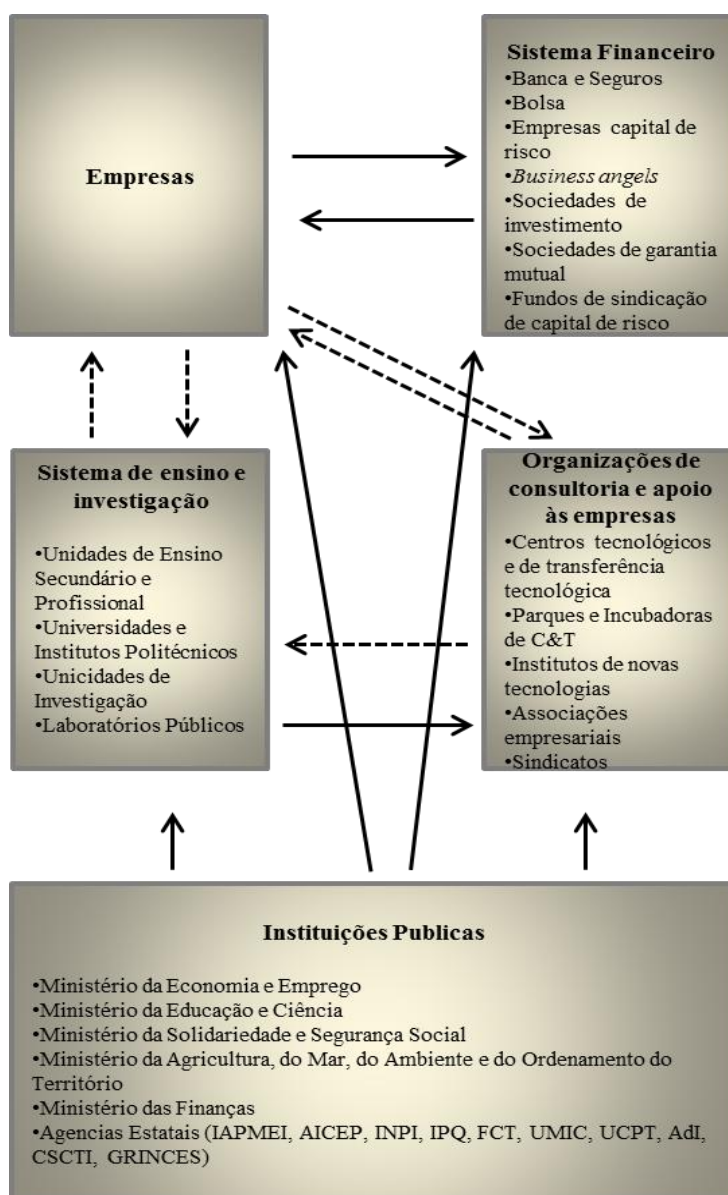 Empresas
Sistema Financeiro
•Banca e Seguros
•Bolsa
•Empresas capital de
risco
•Business angels
•Sociedades de
investimento
•Sociedades de garantia
mutual
•Fundos de sindicação
de capital de risco
Sistema de ensino e
investigação
•Unidades de Ensino
Secundário e
Profissional
•Universidades e
Institutos Politécnicos
•Unicidades de
Investigação
•Laboratórios Públicos
Organizações de
consultoria e apoio
às empresas
•Centros tecnológicos
e de transferência
tecnológica
•Parques e Incubadoras
de C&T
•Institutos de novas
tecnologias
•Associações
empresariais
•Sindicatos
Instituições Publicas
•Ministério da Economia e Emprego
•Ministério da Educação e Ciência
•Ministério da Solidariedade e Segurança Social
•Ministério da Agricultura, do Mar, do Ambiente e do Ordenamento do
Território
•Ministério das Finanças
•Agencias Estatais (IAPMEI, AICEP, INPI, IPQ, FCT, UMIC, UCPT, AdI,
CSCTI, GRINCES)